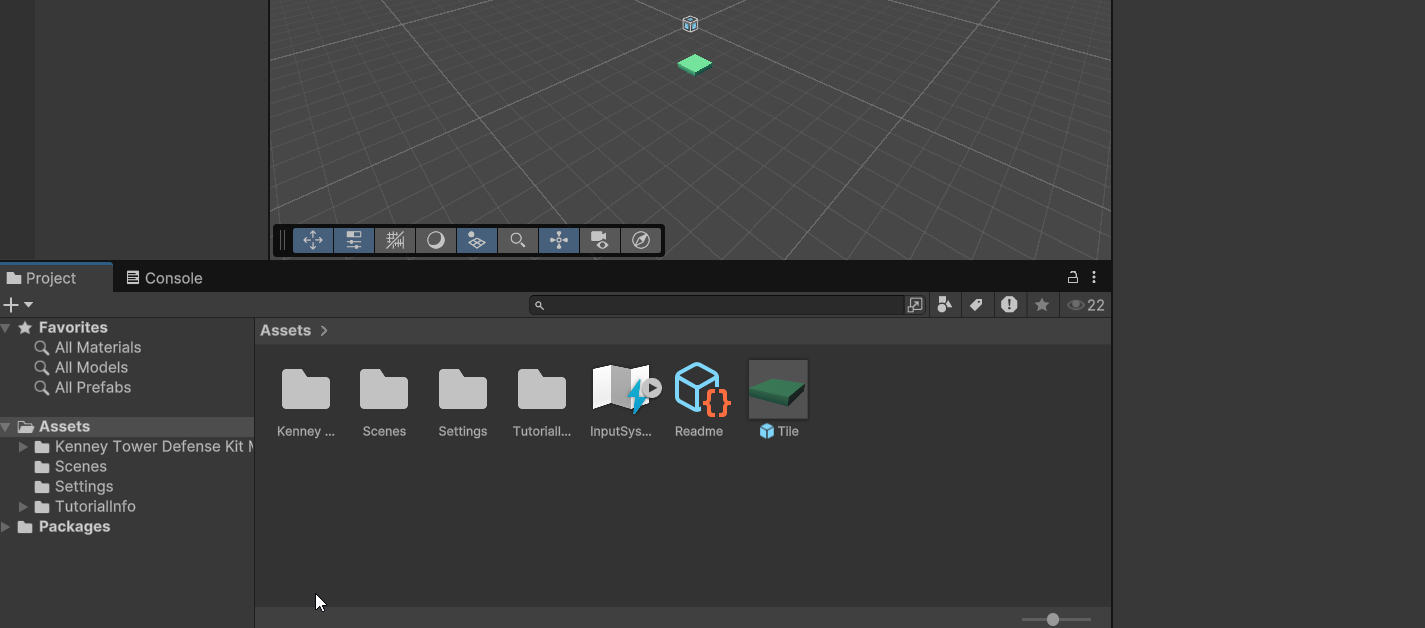 Project
Console
22
Favorites
All Materials
All Models
All Prefabs
Assets
Kenney Tower Defense Kit M
Scenes
Settings
TutorialInfo
Packages
Assets >
Kenney ...
Scenes
Settings
TutorialI...
InputSys...
Readme
Tile